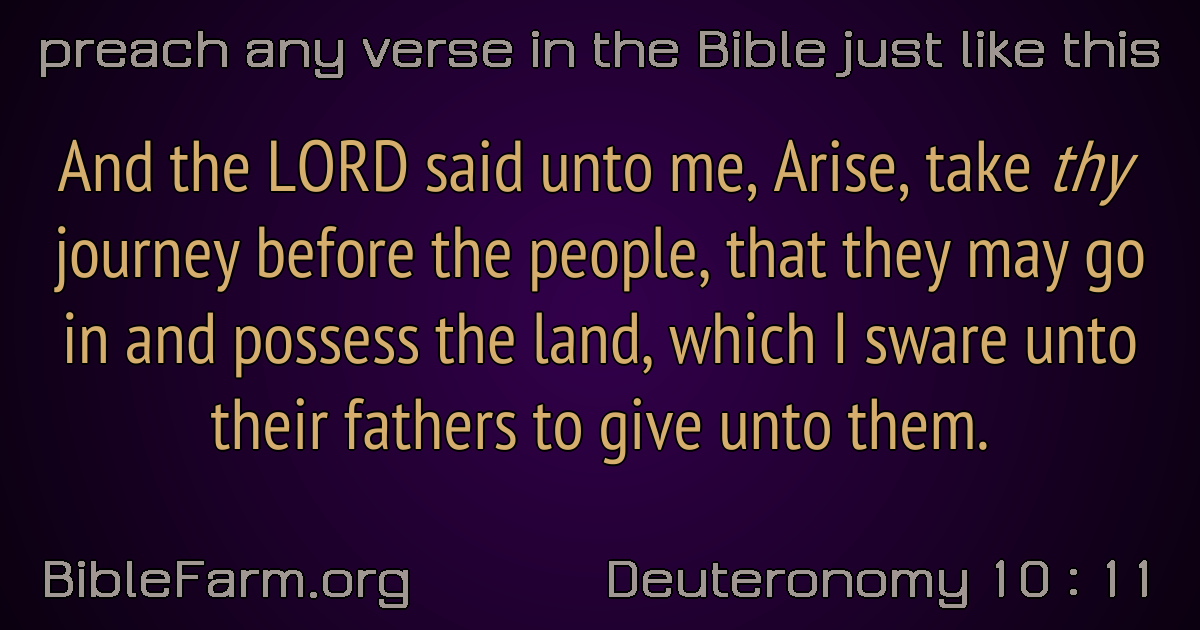 preach any verse in the Bible just like this
And the LORD said unto me, Arise, take thy
journey before the people, that they may go
in and possess the land, which I sware unto
their fathers to give unto them.
BibleFarm.org
Deuteronomy 10 : 11